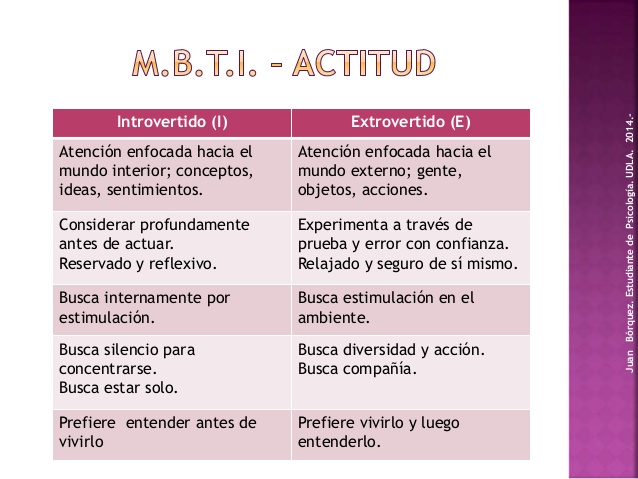 M.B.T.I. – ACTITUD
Introvertido (I)
Extrovertido (E)
Atención enfocada hacia el
mundo interior; conceptos,
ideas, sentimientos.
Atención enfocada hacia el
mundo externo; gente,
objetos, acciones.
Considerar profundamente
antes de actuar.
Reservado y reflexivo.
Experimenta a través de
prueba y error con confianza.
Relajado y seguro de sí mismo.
Busca internamente por
estimulación.
Busca estimulación en el
ambiente.
Busca silencio para
concentrarse.
Busca estar solo.
Busca diversidad y acción.
Busca compañía.
Prefiere entender antes de
vivirlo
Prefiere vivirlo y luego
entenderlo.
Juan Bórquez. Estudiante de Psicología. UDLA. 2014.-